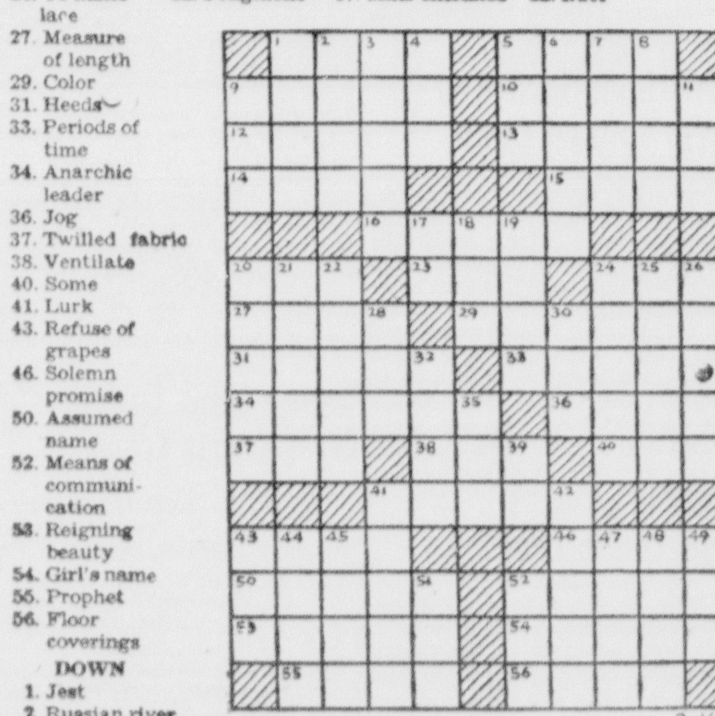 lace
27. Measure
of length
29. Color
31. Heeds
33. Periods of
time
34. Anarchic
leader
36. Jog
37. Twilled fabric
38. Ventilate
40. Some
41. Lurk
43. Refuse of
grapes
46. Solemn
promise
50. Assumed
name
52. Means of
communi-
cation
53. Reigning
beauty
54. Girl's name
55. Prophet
56. Floor
coverings
DOWN
1. Jest
2. Russian river
1 2 3 4 5 6 7 8
9 10 11
12 13
14 15
16 17 18 19
20 21 22 23 24 25 26
27 28 29 30
31 32 33
34 35 36
37 38 39 40
41 42
43 44 45 46 47 48 49
50 51 52
53 54
55 56